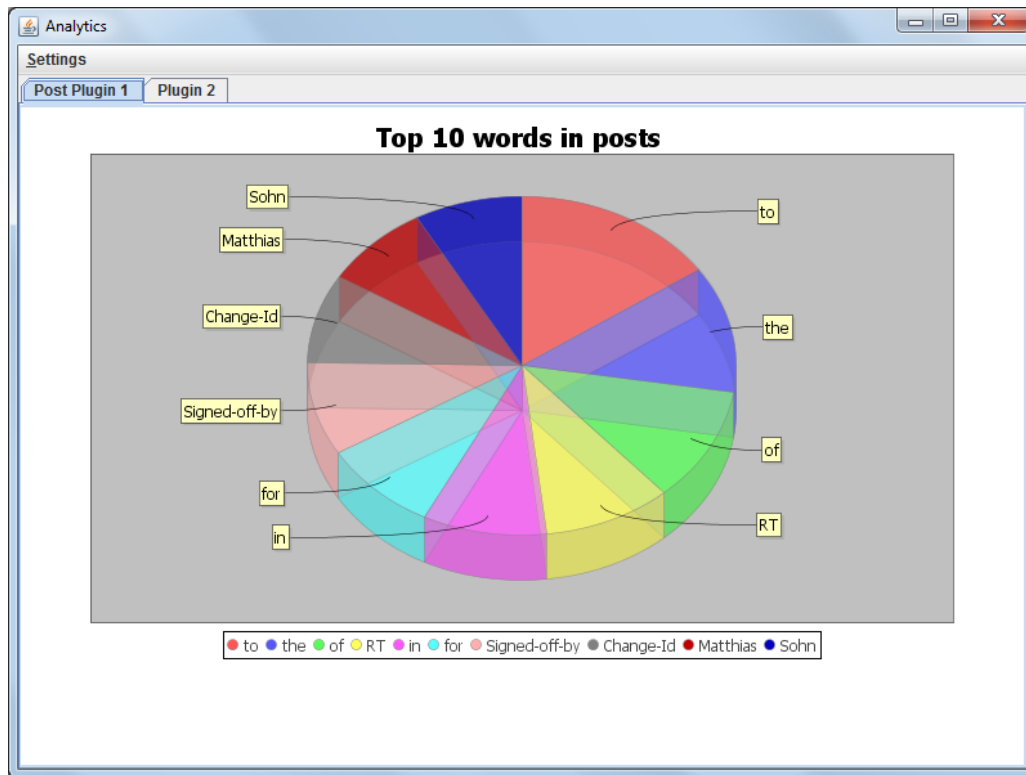 Analytics
Settings
Post Plugin 1 Plugin 2
Top 10 words in posts
Sohn
to
Matthias
Change-Id
the
Signed-off-by
of
for
RT
in
to the of RT in for Signed-off-by Change-Id Matthias Sohn